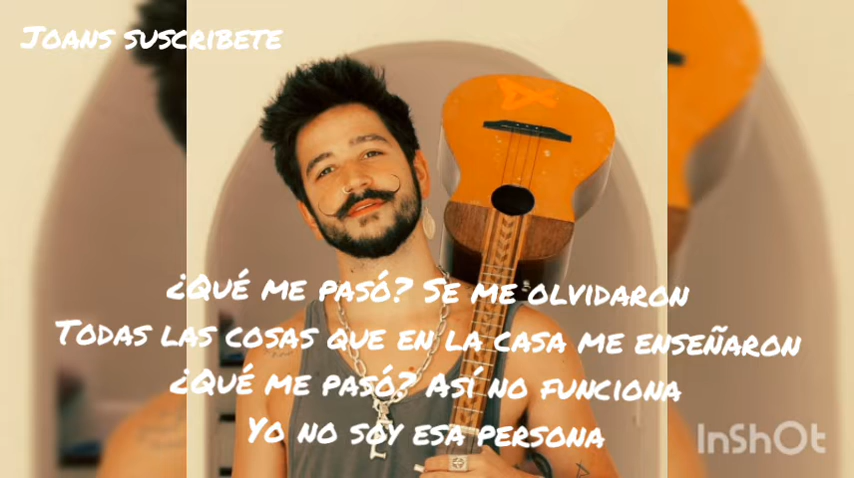 Joans suscribete
¿Qué me pasó? Se me olvidaron
Todas las cosas que en la casa me enseñaron
¿Qué me pasó? Así no funciona
Yo no soy esa persona
InShOt